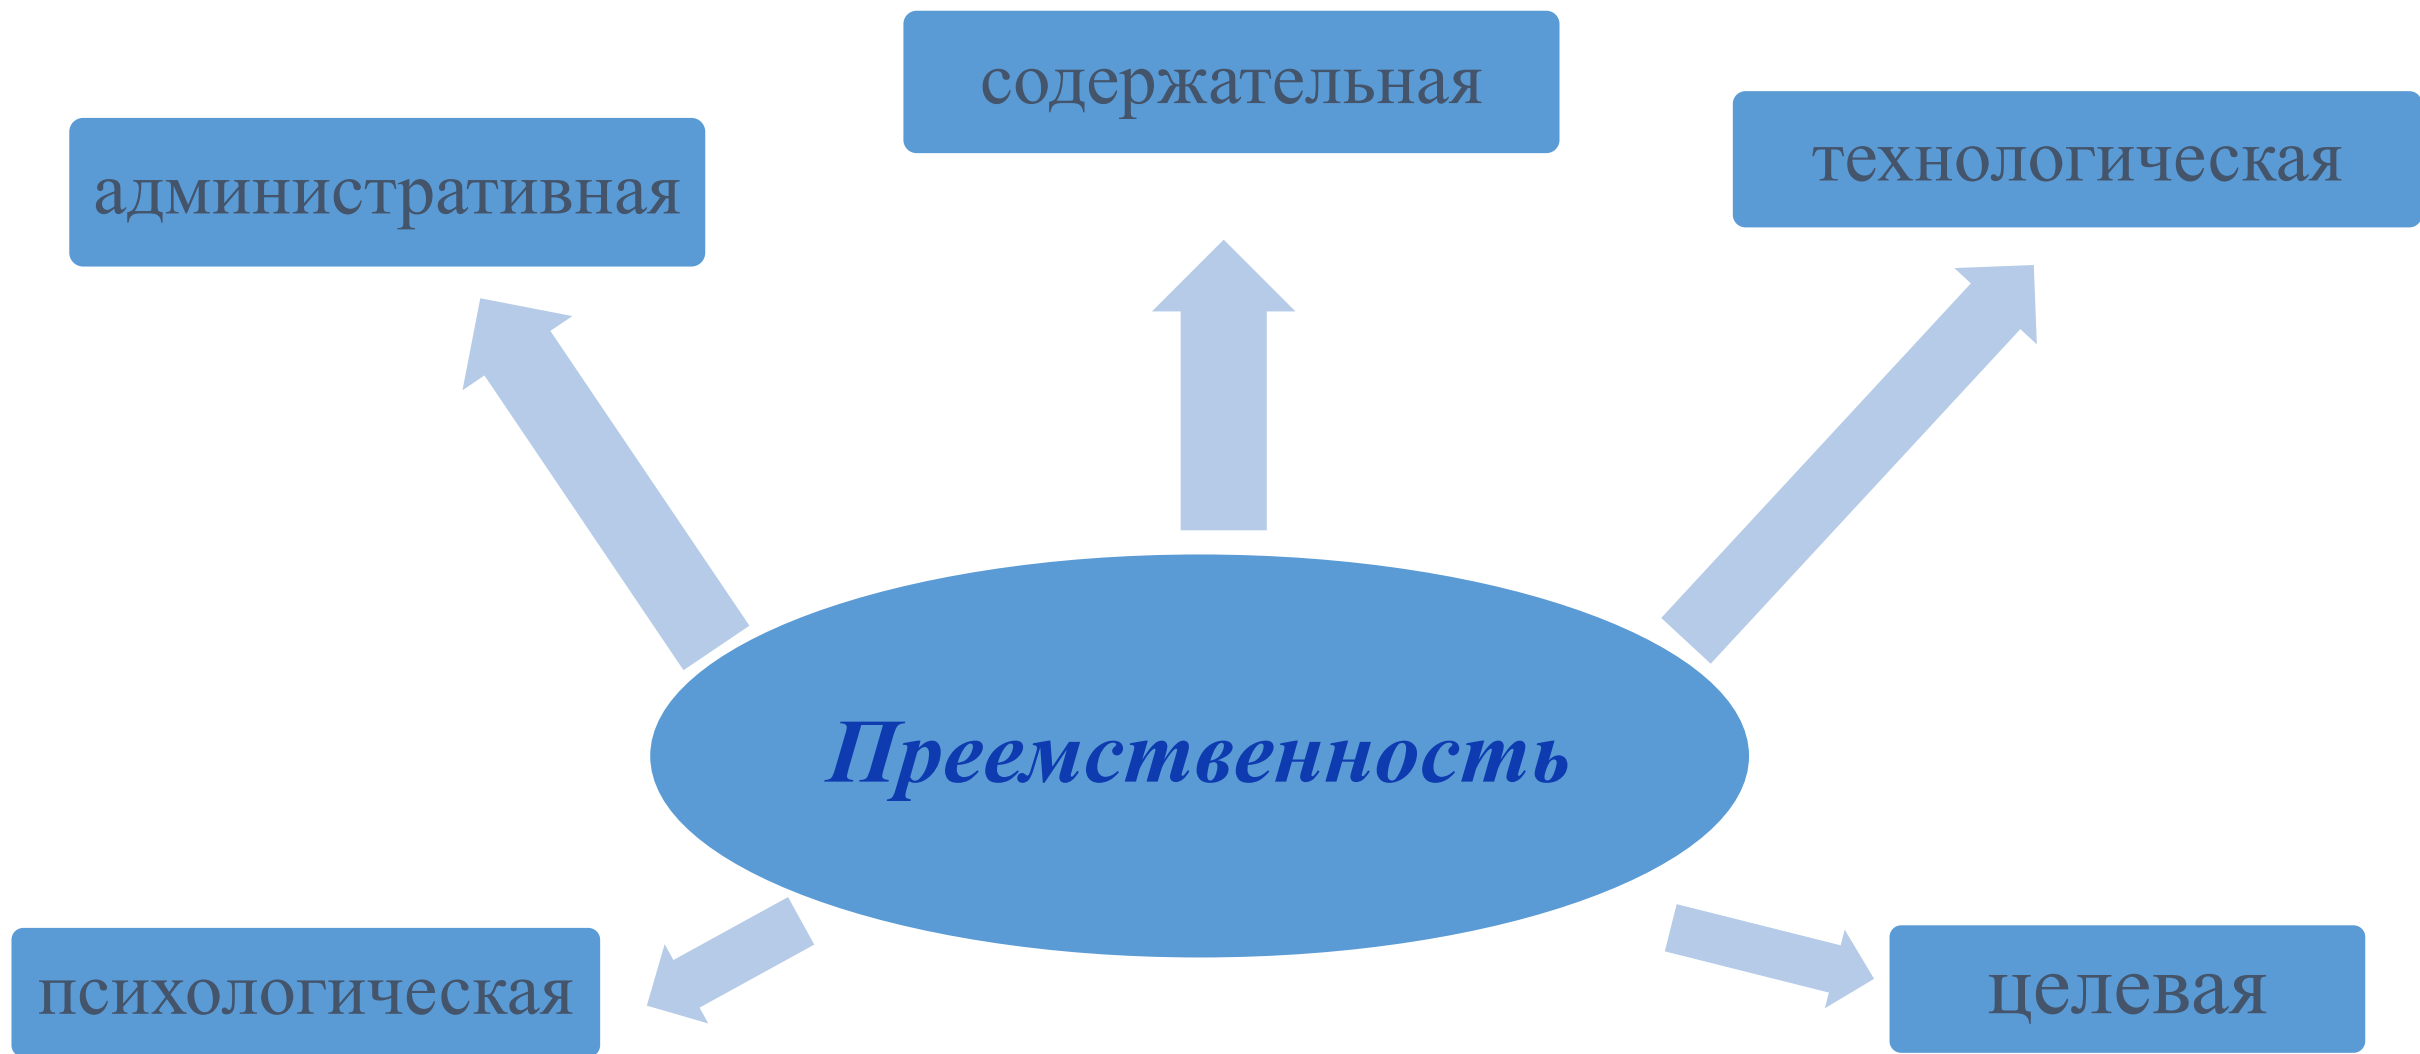 содержательная
технологическая
административная
Преемственность
психологическая
целевая